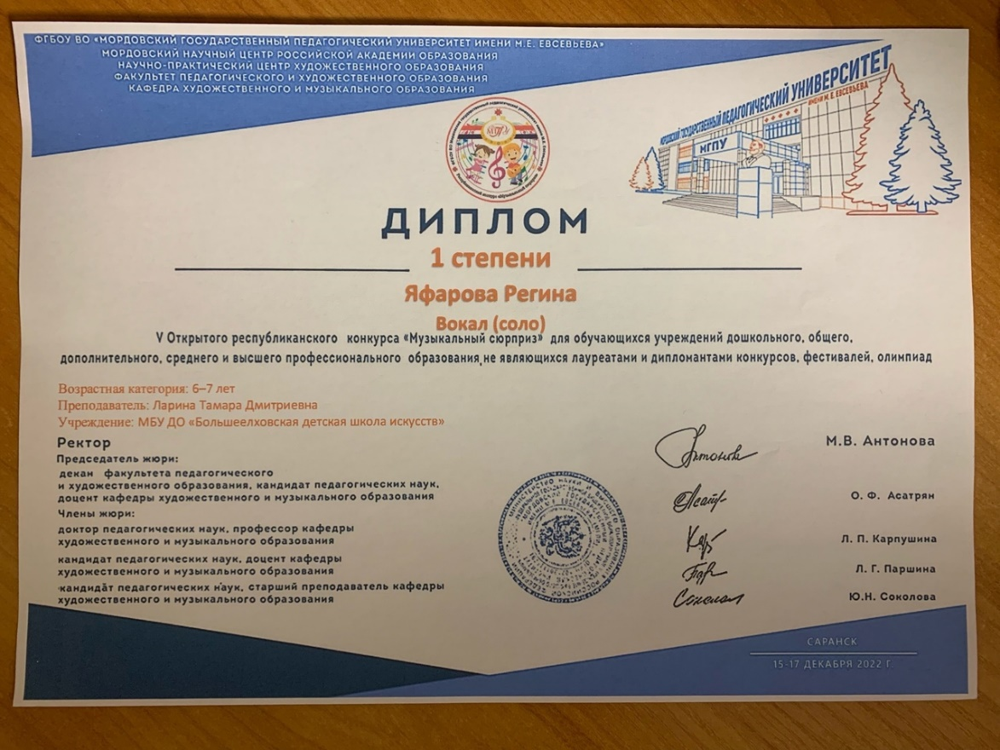 ФГБОУ ВО «МОРДОВСКИЙ ГОСУДАРСТВЕННЫЙ ПЕДАГОГИЧЕСКИЙ УНИВЕРСИТЕТ ИМЕНИ М.Е. ЕВСЕВЬЕВА»
МОРДОВСКИЙ НАУЧНЫЙ ЦЕНТР РОССИЙСКОЙ АКАДЕМИИ ОБРАЗОВАНИЯ
НАУЧНО-ПРАКТИЧЕСКИЙ ЦЕНТР ХУДОЖЕСТВЕННОГО ОБРАЗОВАНИЯ
ФАКУЛЬТЕТ ПЕДАГОГИЧЕСКОГО И ХУДОЖЕСТВЕННОГО ОБРАЗОВАНИЯ
КАФЕДРА ХУДОЖЕСТВЕННОГО И МУЗЫКАЛЬНОГО ОБРАЗОВАНИЯ
МОРДОВСКИЙ ГОСУДАРСТВЕННЫЙ ПЕДАГОГИЧЕСКИЙ УНИВЕРСИТЕТ
ИМЕНИ М. Е. ЕВСЕВЬЕВА
МГПУ
ДИПЛОМ
1 степени
Яфарова Регина
Вокал (соло)
V Открытого республиканского конкурса «Музыкальный сюрприз» для обучающихся учреждений дошкольного, общего,
дополнительного, среднего и высшего профессионального образования,не являющихся лауреатами и дипломантами конкурсов, фестивалей, олимпиад
Возрастная категория: 6–7 лет
Преподаватель: Ларина Тамара Дмитриевна
Учреждение: МБУ ДО «Большеелховская детская школа искусств»
Ректор
М.В. Антонова
Председатель жюри:
декан факультета педагогического
и художественного образования, кандидат педагогических наук,
доцент кафедры художественного и музыкального образования
О. Ф. Асатрян
Члены жюри:
доктор педагогических наук, профессор кафедры
художественного и музыкального образования
Л. П. Карпушина
кандидат педагогических наук, доцент кафедры
художественного и музыкального образования
Л. Г. Паршина
кандидат педагогических наук, старший преподаватель кафедры
художественного и музыкального образования
Ю.Н. Соколова
САРАНСК
15-17 ДЕКАБРЯ 2022 Г.